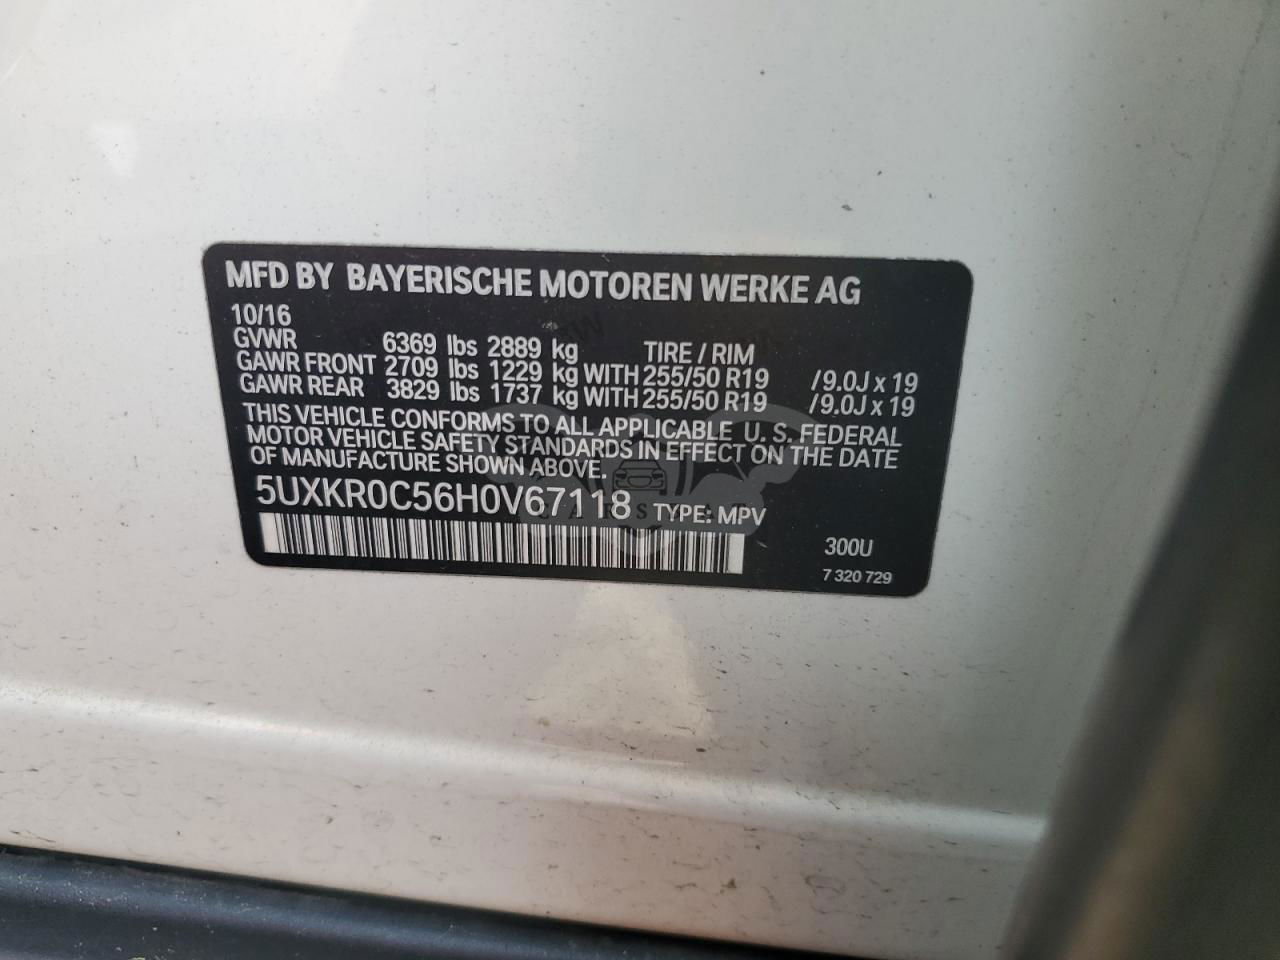 MFD BY BAYERISCHE MOTOREN WERKE AG
10/16
GVWR 6369 lbs 2889 kg TIRE / RIM
GAWR FRONT 2709 lbs 1229 kg WITH 255/50 R19 /9.0J x 19
GAWR REAR 3829 lbs 1737 kg WITH 255/50 R19 /9.0J x 19
THIS VEHICLE CONFORMS TO ALL APPLICABLE U. S. FEDERAL
MOTOR VEHICLE SAFETY STANDARDS IN EFFECT ON THE DATE
OF MANUFACTURE SHOWN ABOVE.
5UXKR0C56H0V67118 TYPE: MPV
300U
7 320 729